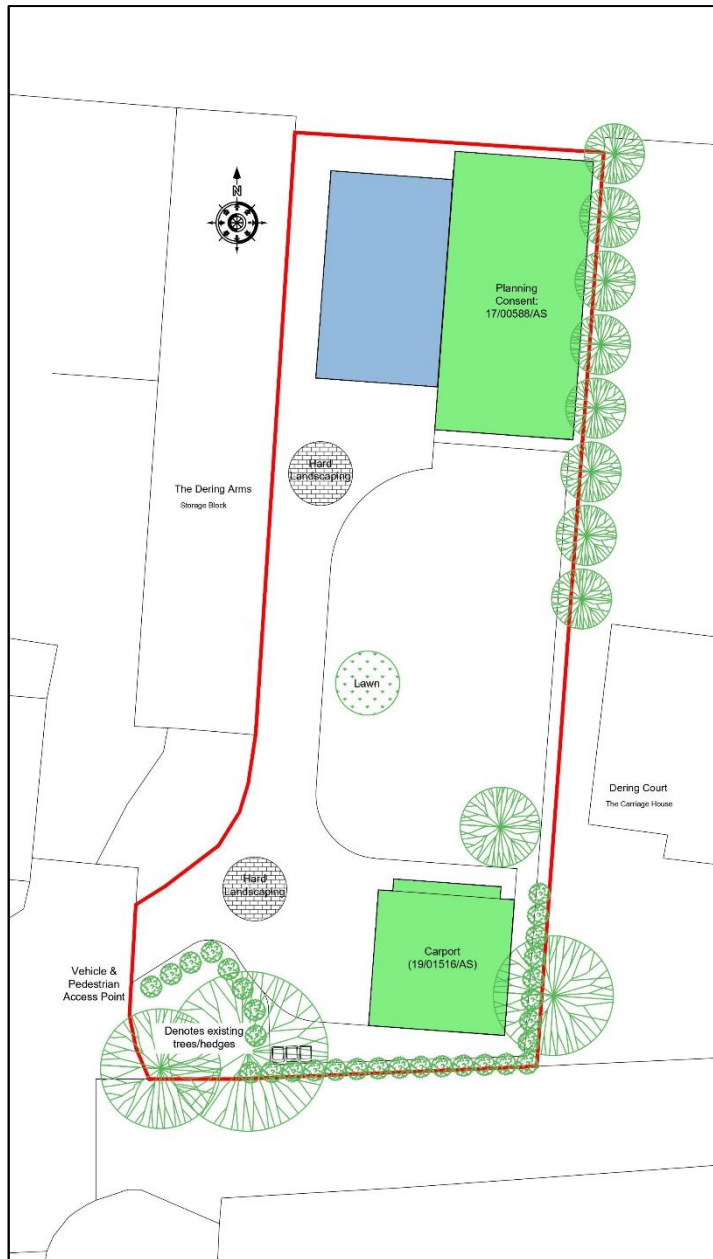 N
Planning
Consent:
17/00588/AS
Hard
Landscaping
The Dering Arms
Storage Block
Lawn
Dering Court
The Carriage House
Hard
Landscaping
Carport
(19/01516/AS)
Vehicle &
Pedestrian
Access Point
Denotes existing
trees/hedges